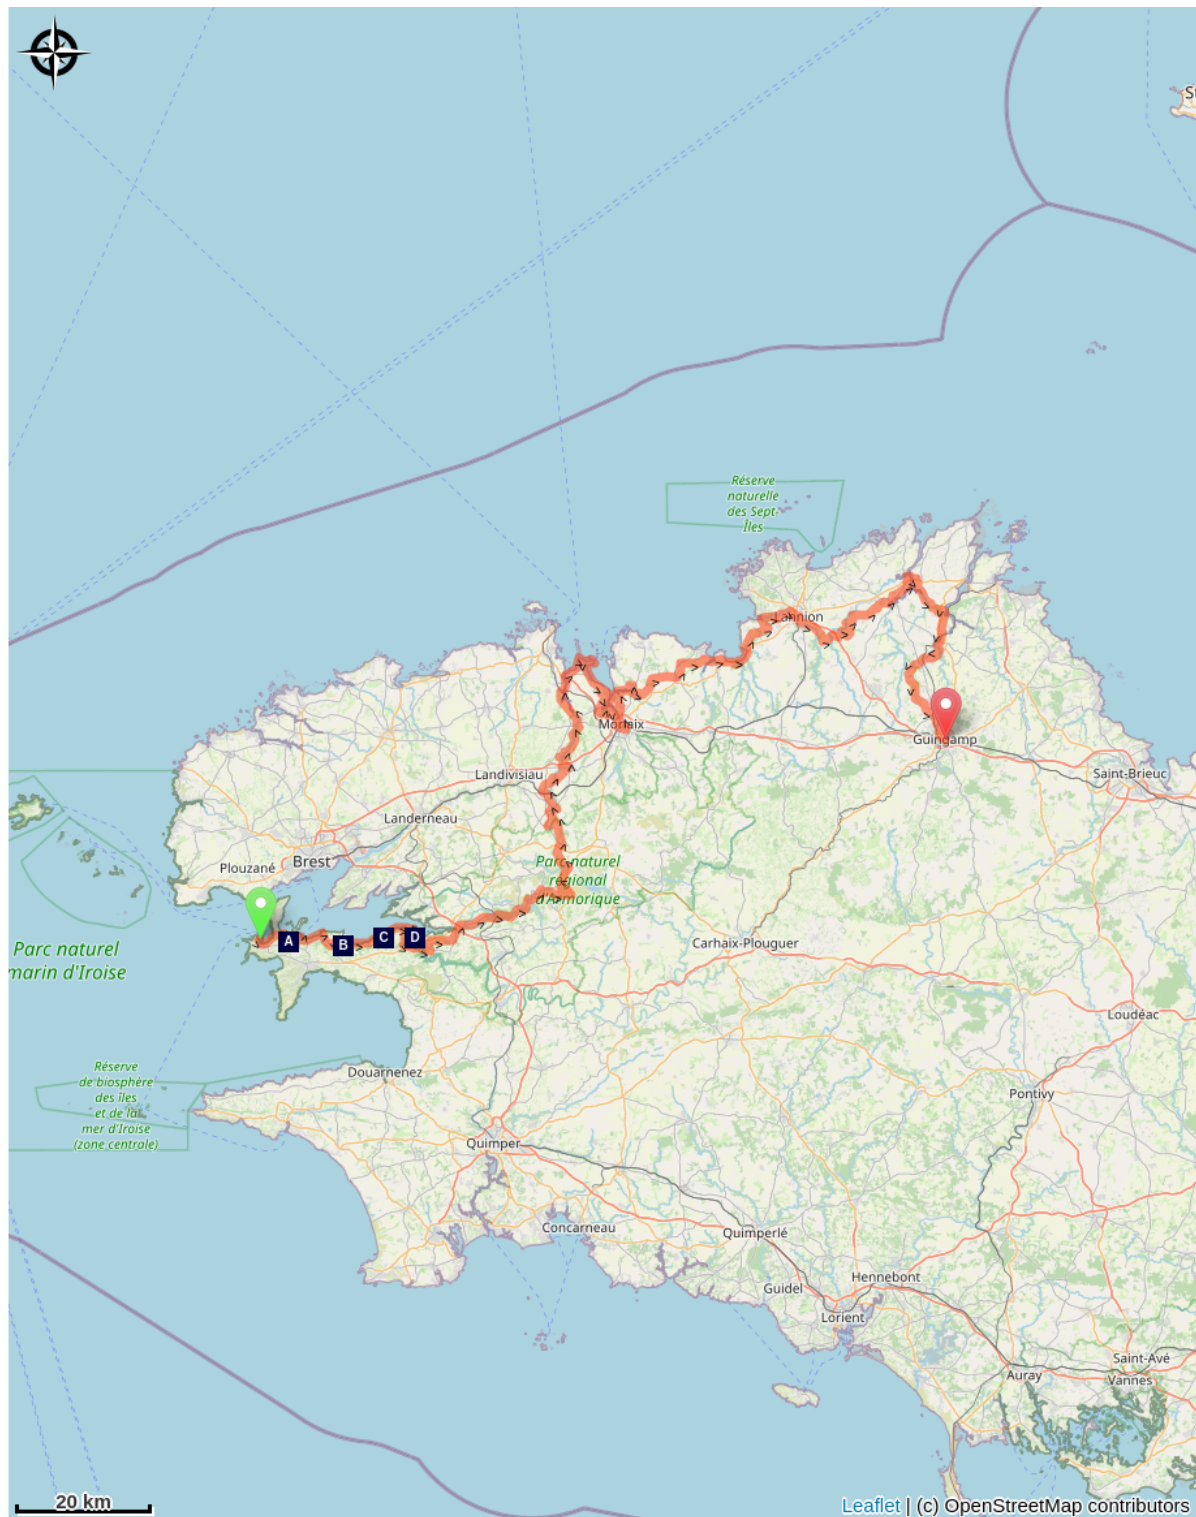 St
Réserve
naturelle
des Sept-
Îles
Lannion
Morlaix
Guingamp
Landivisiau
Saint-Brieuc
Landerneau
Brest
Plouzané
Parc naturel
régional
d'Armorique
A
B
C
D
Parc naturel
marin d'Iroise
Carhaix-Plouguer
Loudéac
Réserve
de biosphère
des îles
et de la
mer d'Iroise
(zone centrale)
Douarnenez
Pontivy
Quimper
Concarneau
Quimperlé
Hennebont
Guidel
Lorient
Saint-Avé
Auray
Vannes
20 km
Leaflet | (c) OpenStreetMap contributors